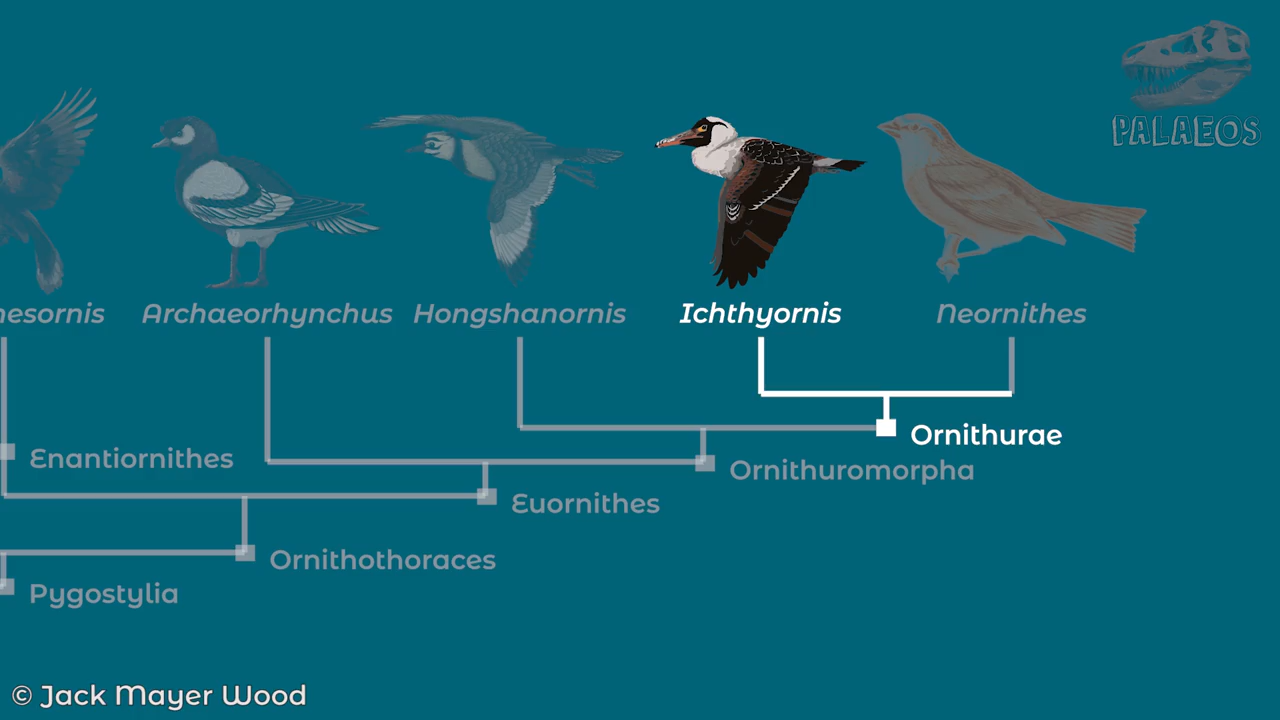 PALAEOS
nesornis Archaeorhynchus Hongshanornis Ichthyornis Neornithes
Ornithurae
Enantiornithes
Ornithuromorpha
Euornithes
Ornithothoraces
Pygostylia
© Jack Mayer Wood